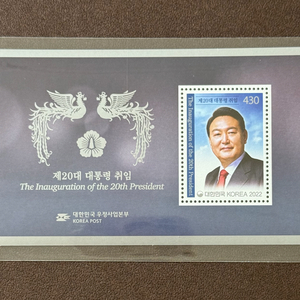 제20대 대통령 취임
The Inauguration of the 20th President
대한민국 우정사업본부
KOREA POST
제20대 대통령 취임
430
The Inauguration of the 20th President
대한민국 KOREA 2022